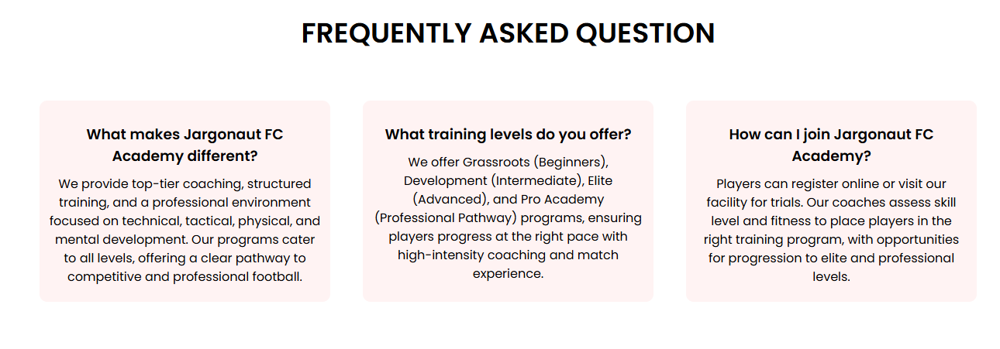 FREQUENTLY ASKED QUESTION
What makes Jargonaut FC
Academy different?
We provide top-tier coaching, structured
training, and a professional environment
focused on technical, tactical, physical, and
mental development. Our programs cater
to all levels, offering a clear pathway to
competitive and professional football.
What training levels do you offer?
We offer Grassroots (Beginners),
Development (Intermediate), Elite
(Advanced), and Pro Academy
(Professional Pathway) programs, ensuring
players progress at the right pace with
high-intensity coaching and match
experience.
How can I join Jargonaut FC
Academy?
Players can register online or visit our
facility for trials. Our coaches assess skill
level and fitness to place players in the
right training program, with opportunities
for progression to elite and professional
levels.